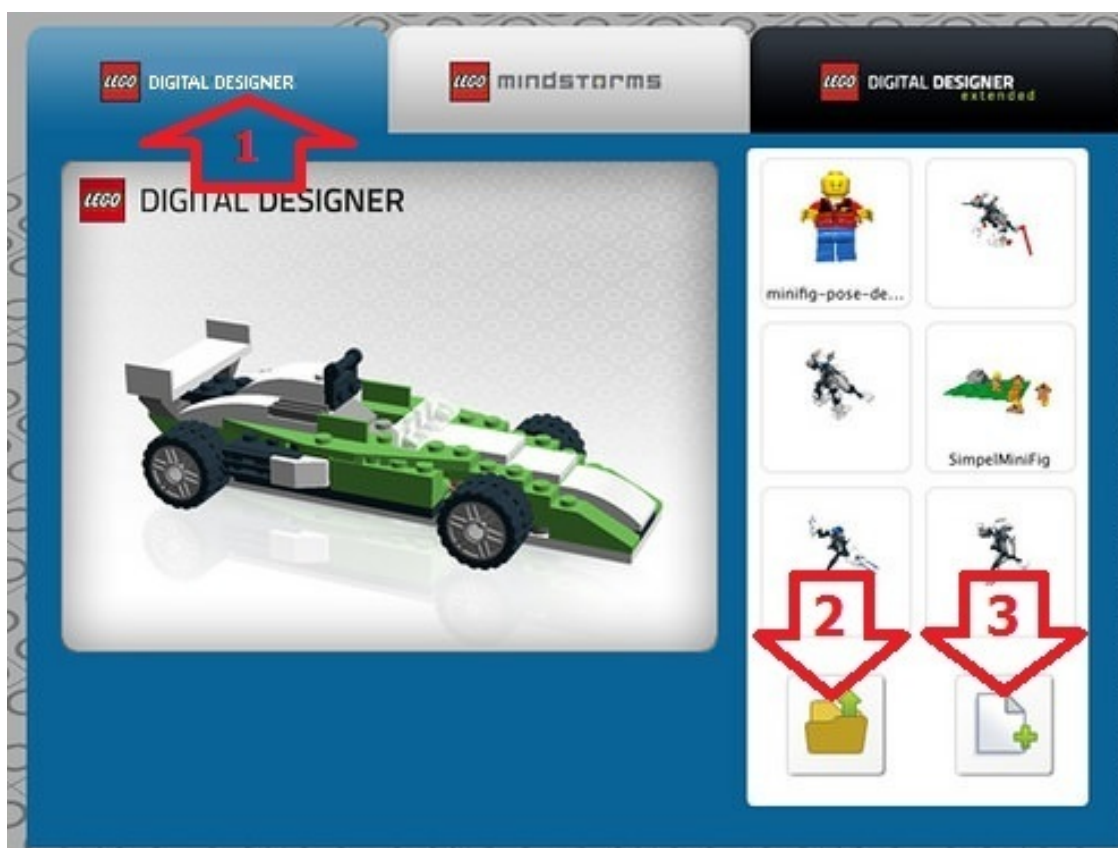 LEGO DIGITAL DESIGNER
LEGO mindstorms
LEGO DIGITAL DESIGNER
extended
1
LEGO DIGITAL DESIGNER
minifig-pose-de...
SimpelMiniFig
2
3